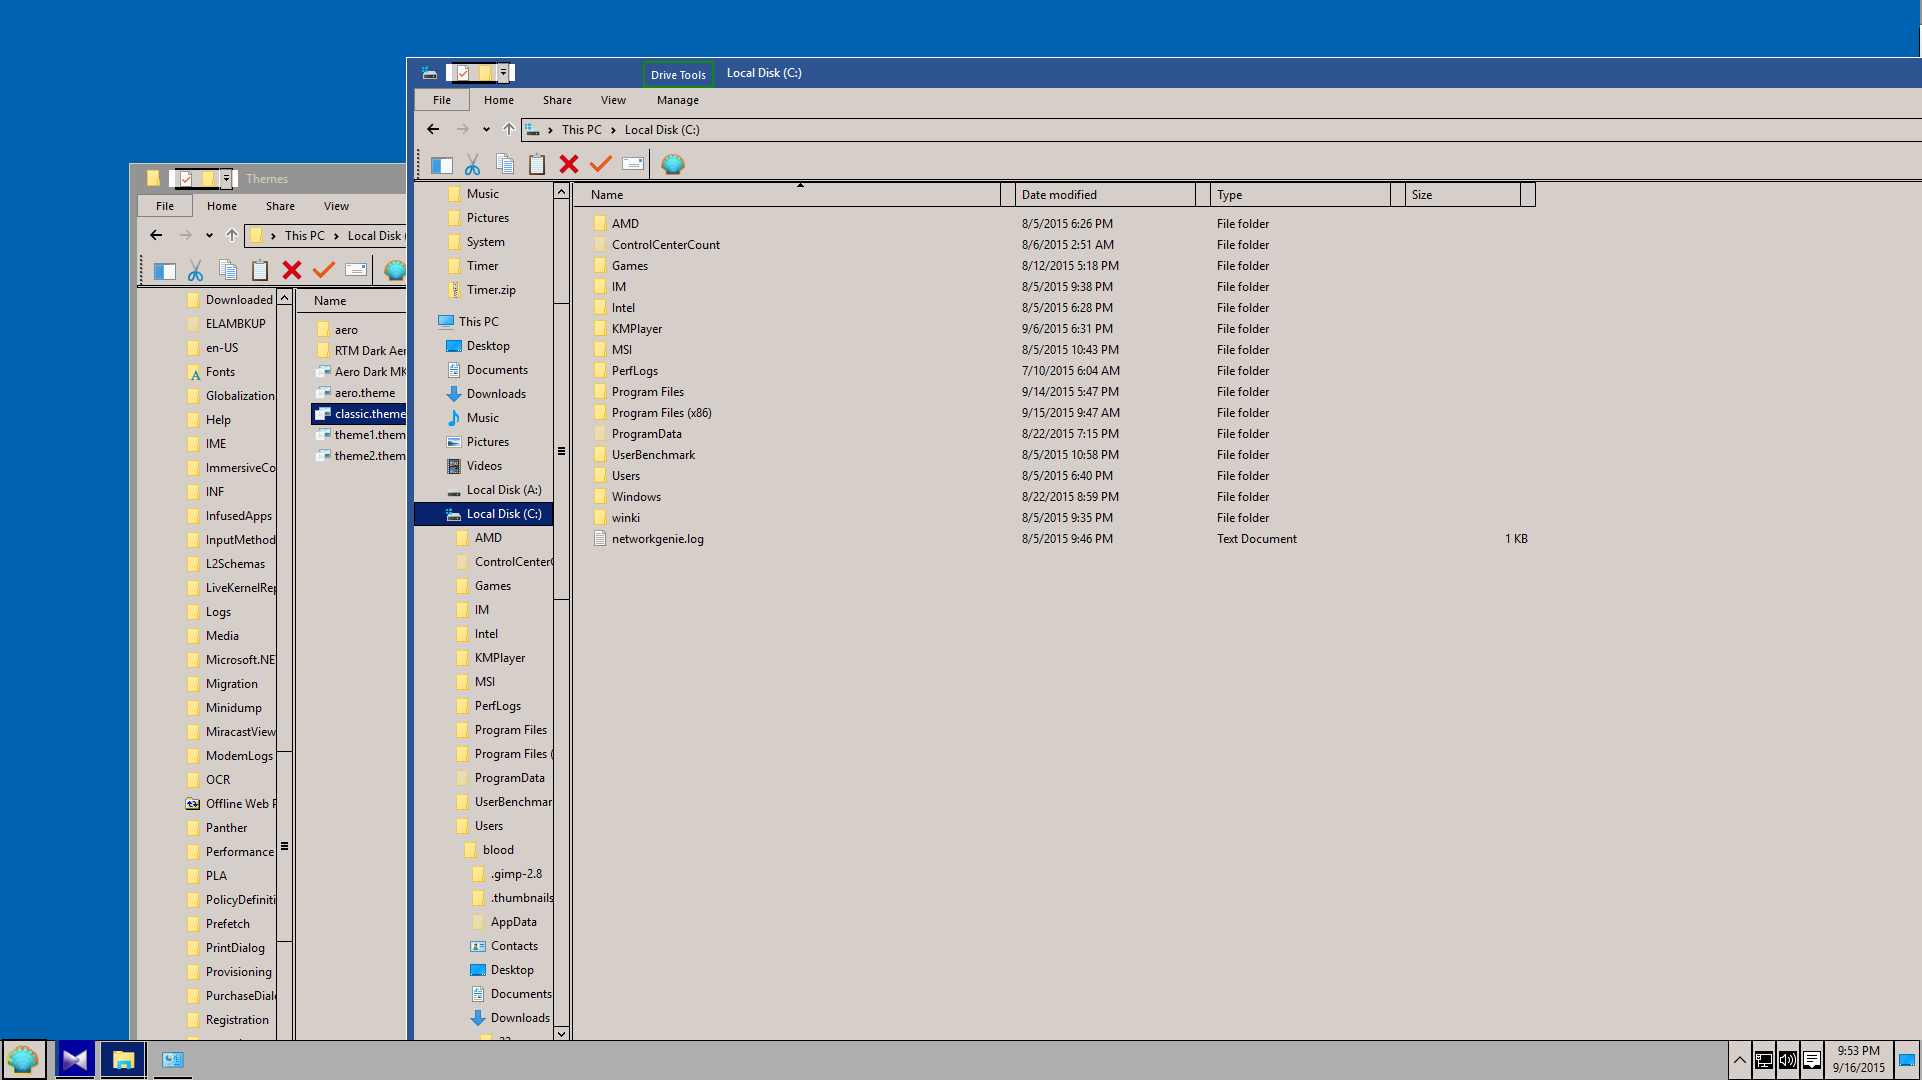 Drive Tools
Local Disk (C:)
File Home Share View Manage
This PC Local Disk (C:)
Music
Pictures
System
Timer
Timer.zip
This PC
Desktop
Documents
Downloads
Music
Pictures
Videos
Local Disk (A:)
Local Disk (C:)
AMD
ControlCenterC
Games
IM
Intel
KMPlayer
MSI
PerfLogs
Program Files
Program Files (
ProgramData
UserBenchmar
Users
blood
.gimp-2.8
.thumbnails
AppData
Contacts
Desktop
Documents
Downloads
Name Date modified Type Size
AMD 8/5/2015 6:26 PM File folder
ControlCenterCount 8/6/2015 2:51 AM File folder
Games 8/12/2015 5:18 PM File folder
IM 8/5/2015 9:38 PM File folder
Intel 8/5/2015 6:28 PM File folder
KMPlayer 9/6/2015 6:31 PM File folder
MSI 8/5/2015 10:43 PM File folder
PerfLogs 7/10/2015 6:04 AM File folder
Program Files 9/14/2015 5:47 PM File folder
Program Files (x86) 9/15/2015 9:47 AM File folder
ProgramData 8/22/2015 7:15 PM File folder
UserBenchmark 8/5/2015 10:58 PM File folder
Users 8/5/2015 6:40 PM File folder
Windows 8/22/2015 8:59 PM File folder
winki 8/5/2015 9:35 PM File folder
networkgenie.log 8/5/2015 9:46 PM Text Document 1 KB
Themes
File Home Share View
This PC Local Disk (
Downloaded
ELAMBKUP
en-US
Fonts
Globalization
Help
IME
ImmersiveCo
INF
InfusedApps
InputMethod
L2Schemas
LiveKernelRep
Logs
Media
Microsoft.NE
Migration
Minidump
MiracastView
ModemLogs
OCR
Offline Web P
Panther
Performance
PLA
PolicyDefiniti
Prefetch
PrintDialog
Provisioning
PurchaseDial
Registration
Name
aero
RTM Dark Aer
Aero Dark MK
aero.theme
classic.theme
theme1.them
theme2.them
9:53 PM
9/16/2015